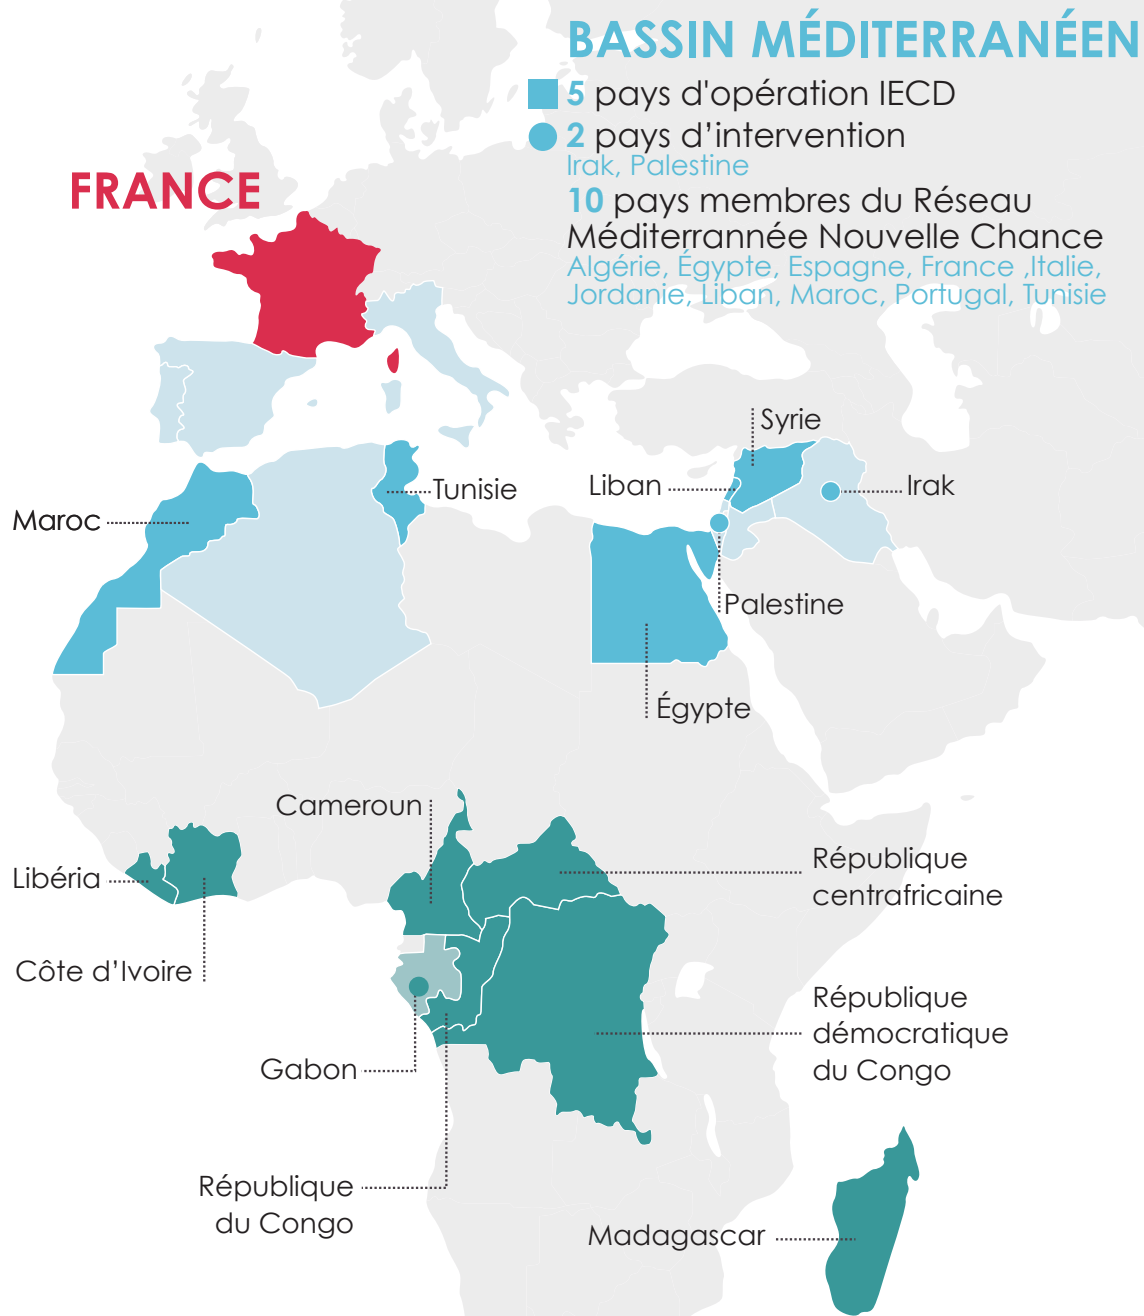 BASSIN MÉDITERRANÉEN
5 pays d'opération IECD
2 pays d’intervention
Irak, Palestine
10 pays membres du Réseau
Méditerrannée Nouvelle Chance
Algérie, Égypte, Espagne, France ,Italie,
Jordanie, Liban, Maroc, Portugal, Tunisie
FRANCE
Syrie
Liban
Irak
Tunisie
Maroc
Palestine
Égypte
Cameroun
Libéria
République
centrafricaine
Côte d’Ivoire
République
démocratique
du Congo
Gabon
République
du Congo
Madagascar